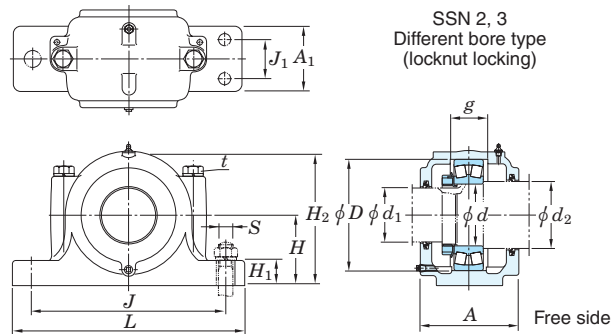 SSN 2, 3
Different bore type
(locknut locking)
J1
A1
g
t
H2
φD
φd1
φd
φd2
S
H
H1
J
L
A
Free side